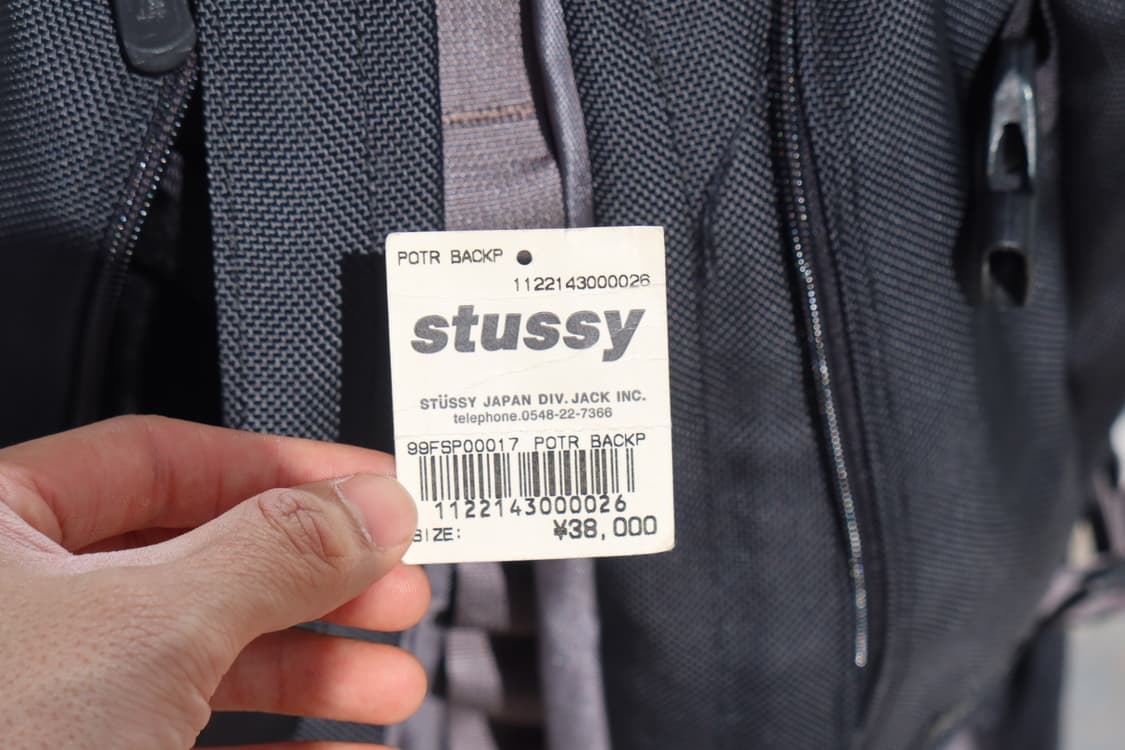 POTR BACKP
1122143000026
stussy
STÜSSY JAPAN DIV. JACK INC.
telephone.0548-22-7366
99FSP00017 POTR BACKP
1122143000026
SIZE: ¥38,000